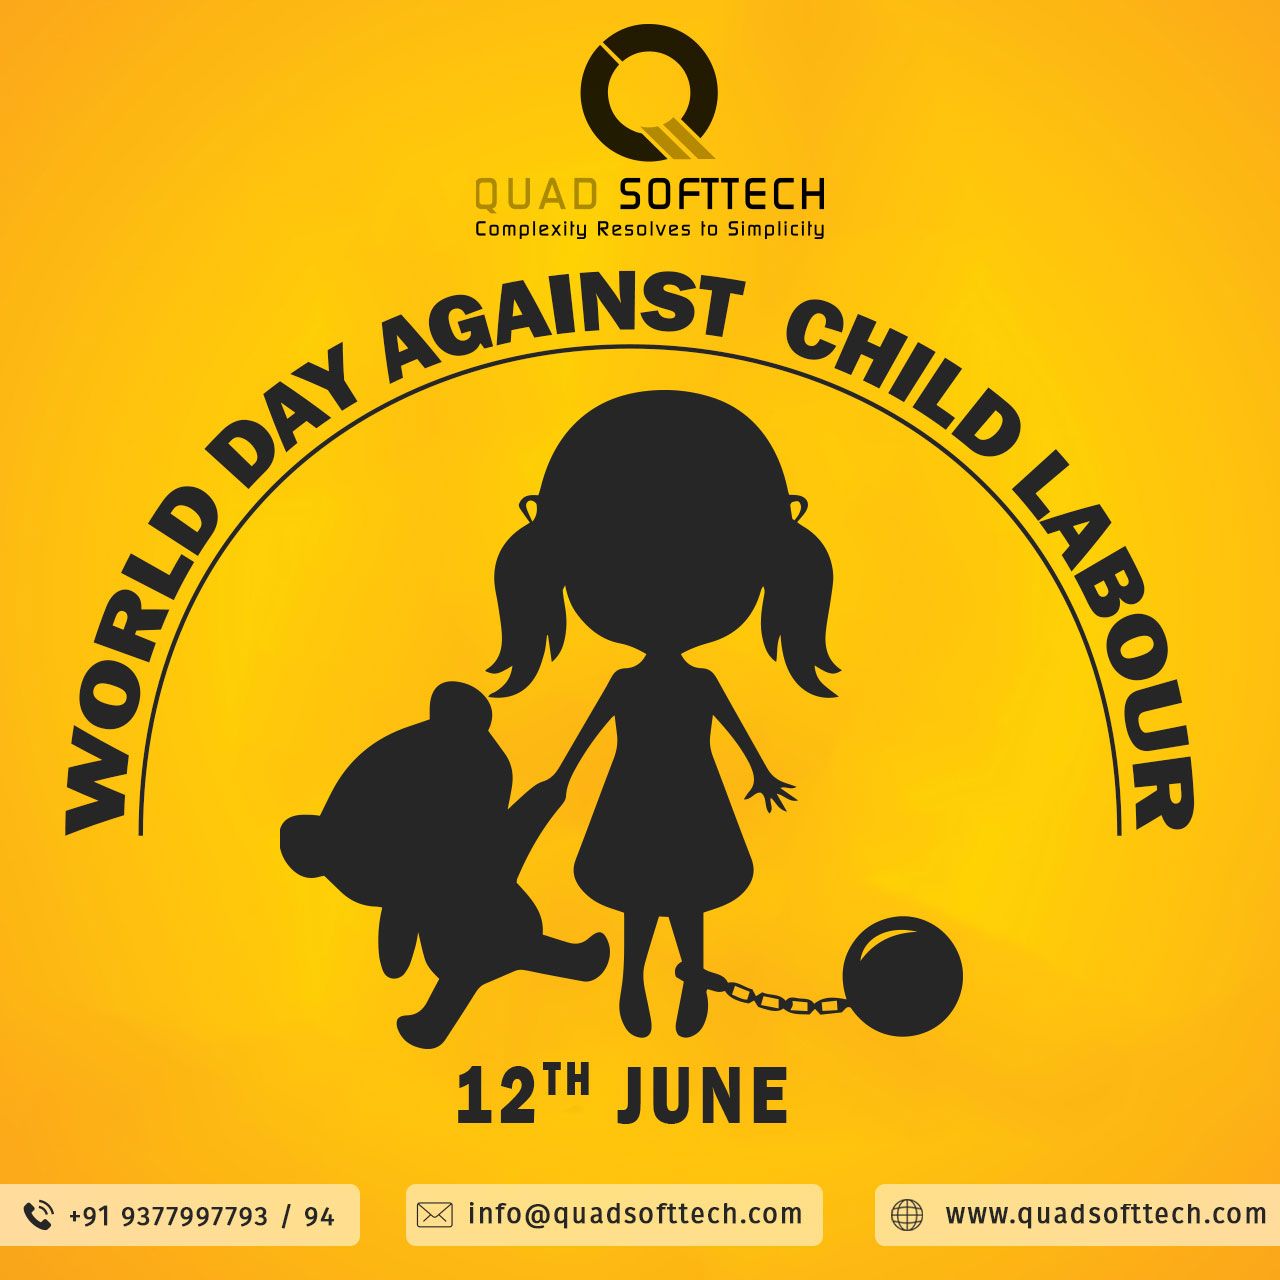 QUAD SOFTTECH
Complexity Resolves to Simplicity
WORLD DAY AGAINST CHILD LABOUR
12TH JUNE
+91 9377997793 / 94
info@quadsofttech.com
www.quadsofttech.com